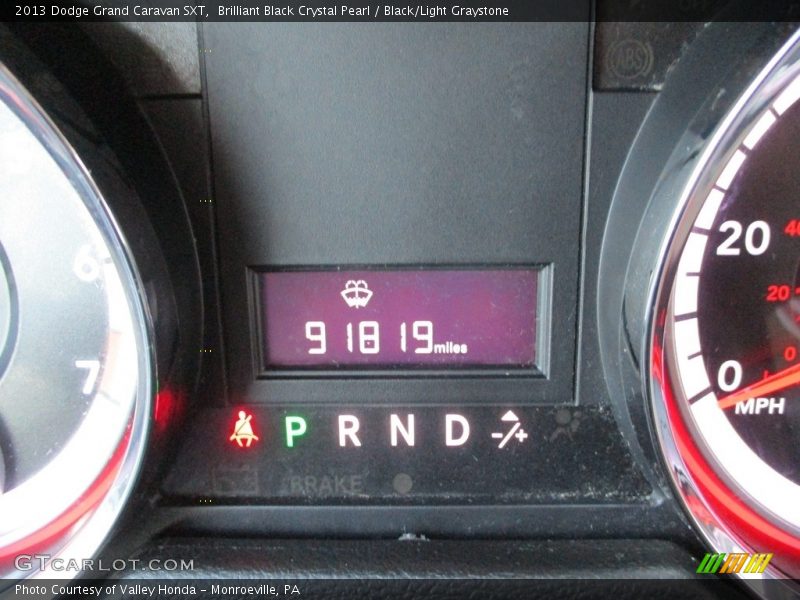 2013 Dodge Grand Caravan SXT,  Brilliant Black Crystal Pearl / Black/Light Graystone
ABS
6
7
91819 miles
P R N D -/+
BRAKE
20
0
MPH
40
20
0
GTCARLOT.COM
Photo Courtesy of Valley Honda – Monroeville, PA